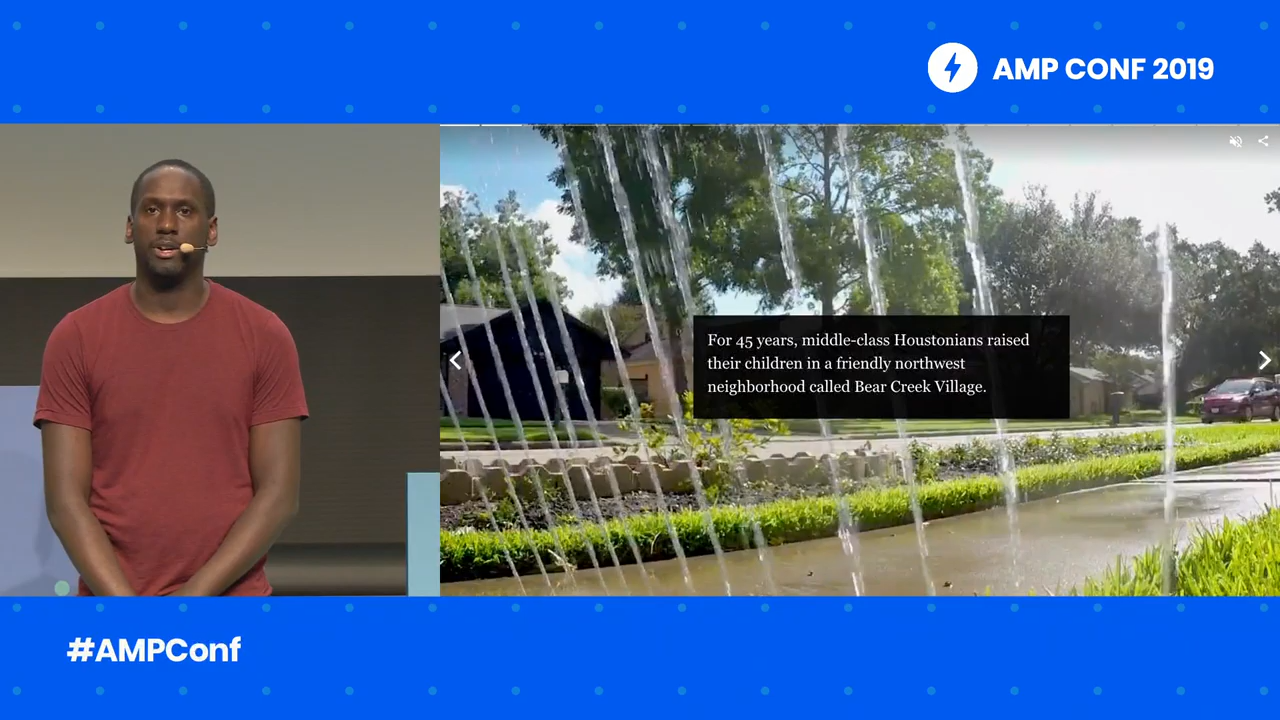 AMP CONF 2019
For 45 years, middle-class Houstonians raised
their children in a friendly northwest
neighborhood called Bear Creek Village.
#AMPConf